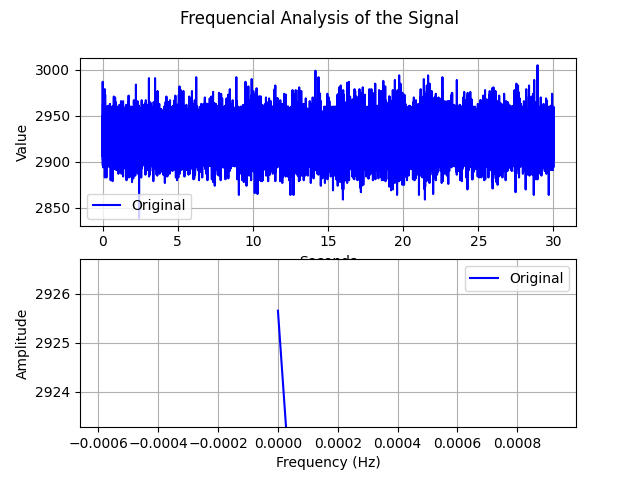 Frequencial Analysis of the Signal
3000
2950
2900
2850
Value
Original
0 5 10 15 20 25 30
Seconds
2926
2925
2924
Amplitude
Original
−0.0006 −0.0004 −0.0002 0.0000 0.0002 0.0004 0.0006 0.0008
Frequency (Hz)